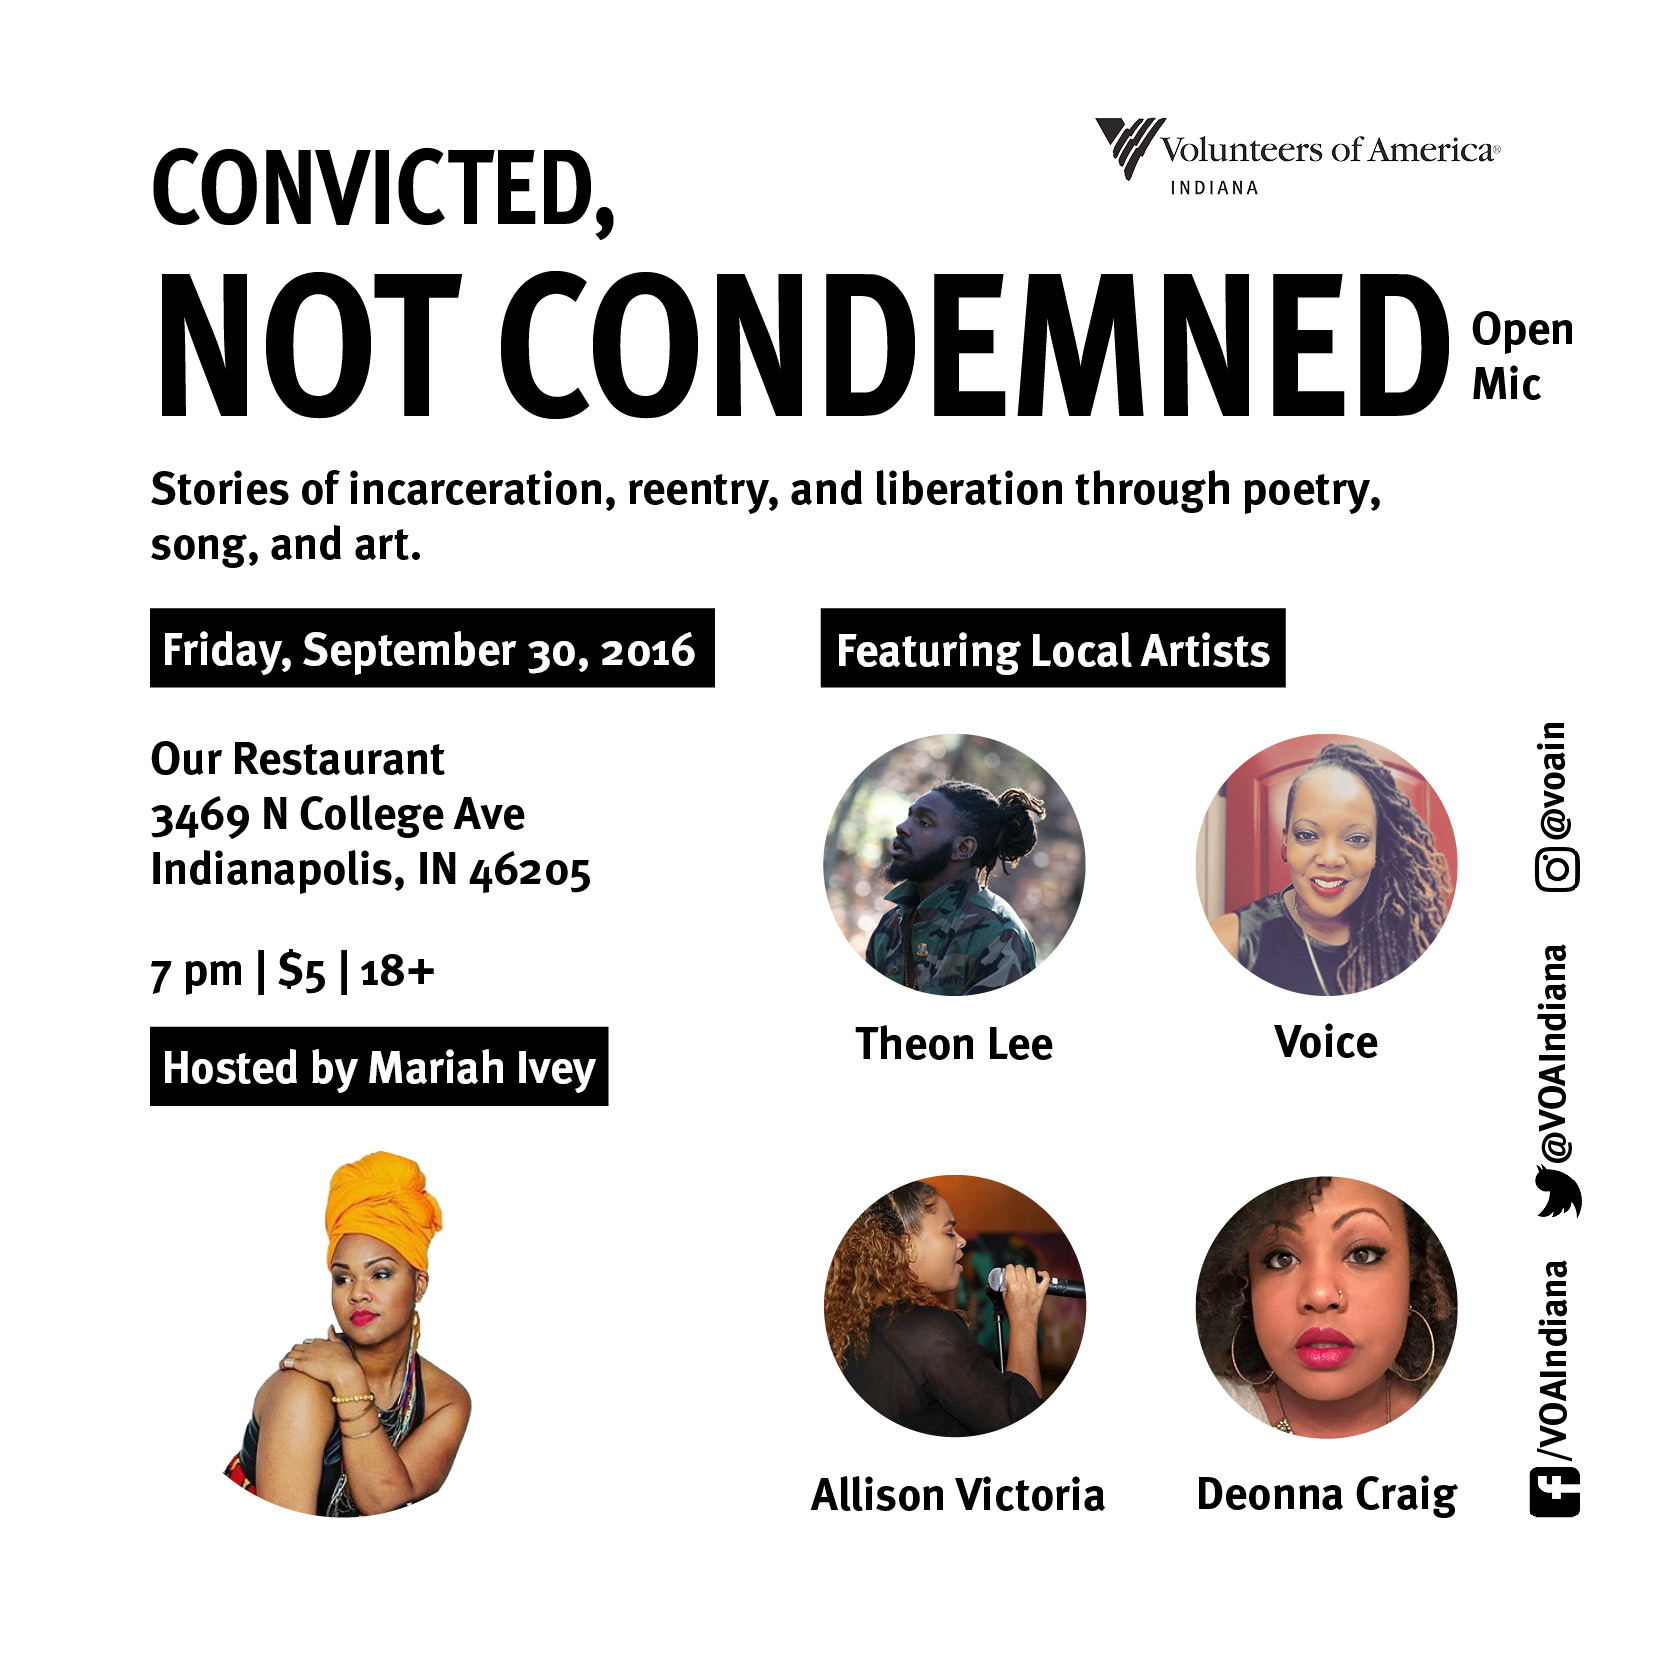 Volunteers of America®
INDIANA
CONVICTED,
NOT CONDEMNED
Open
Mic
Stories of incarceration, reentry, and liberation through poetry,
song, and art.
Friday, September 30, 2016
Our Restaurant
3469 N College Ave
Indianapolis, IN 46205
7 pm | $5 | 18+
Hosted by Mariah Ivey
Featuring Local Artists
Theon Lee
Voice
Allison Victoria
Deonna Craig
@voain
@VOAIndiana
/VOAIndiana